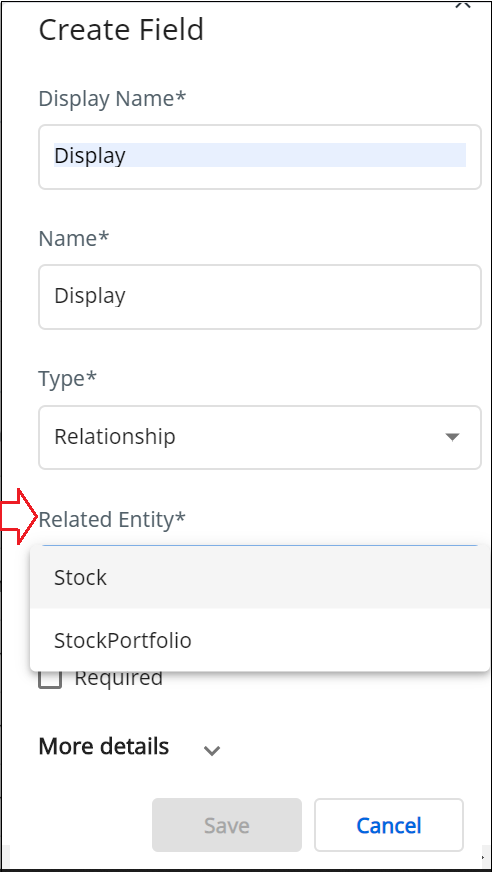 Create Field
Display Name*
Display
Name*
Display
Type*
Relationship
Related Entity*
Stock
StockPortfolio
Required
More details
Save
Cancel